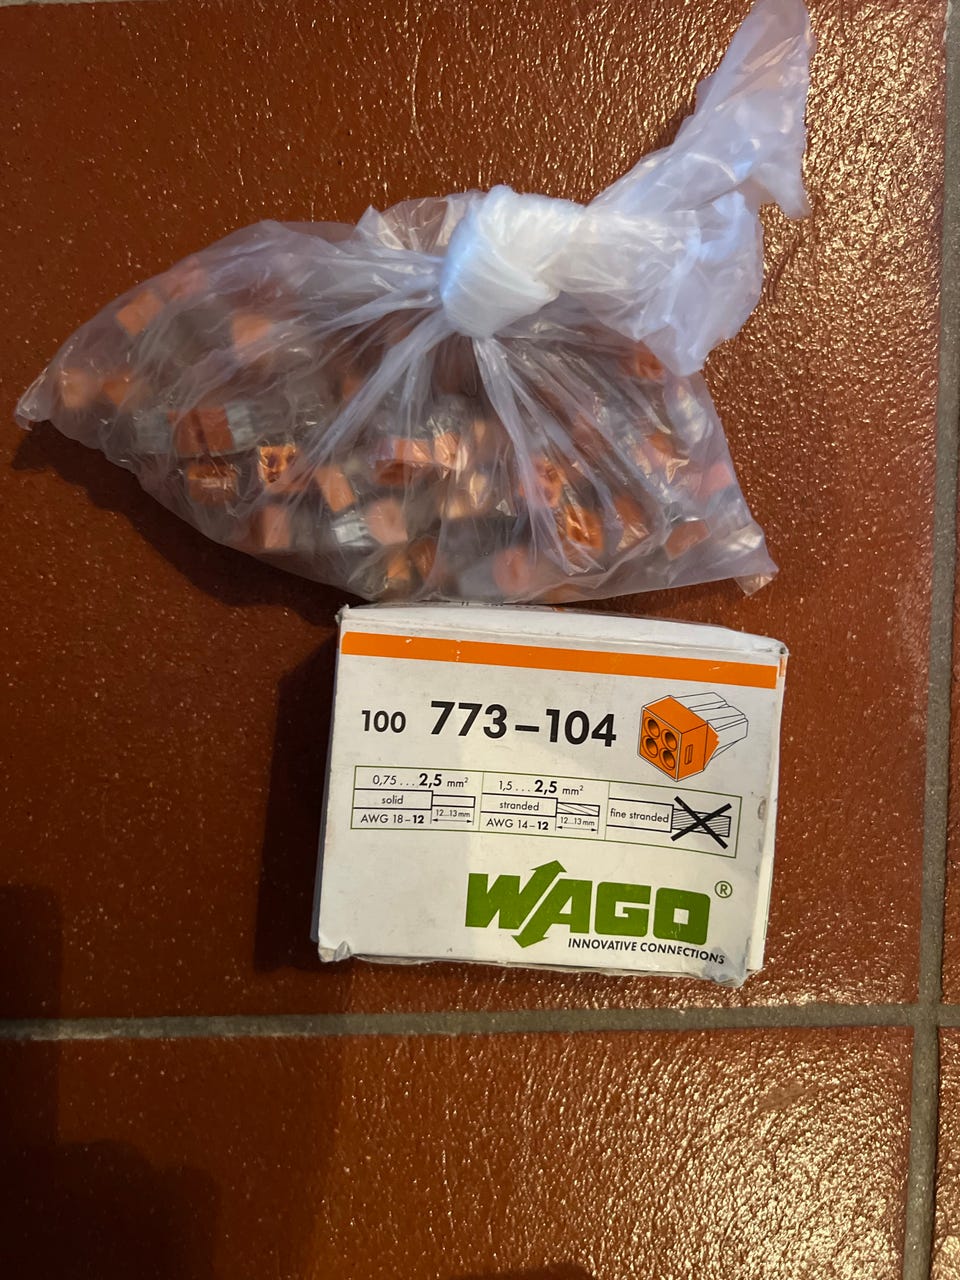 100 773-104
0,75 ... 2,5 mm²
solid
AWG 18-12
12...13 mm
1,5 ... 2,5 mm²
stranded
AWG 14-12
12...13 mm
fine stranded
WAGO®
INNOVATIVE CONNECTIONS